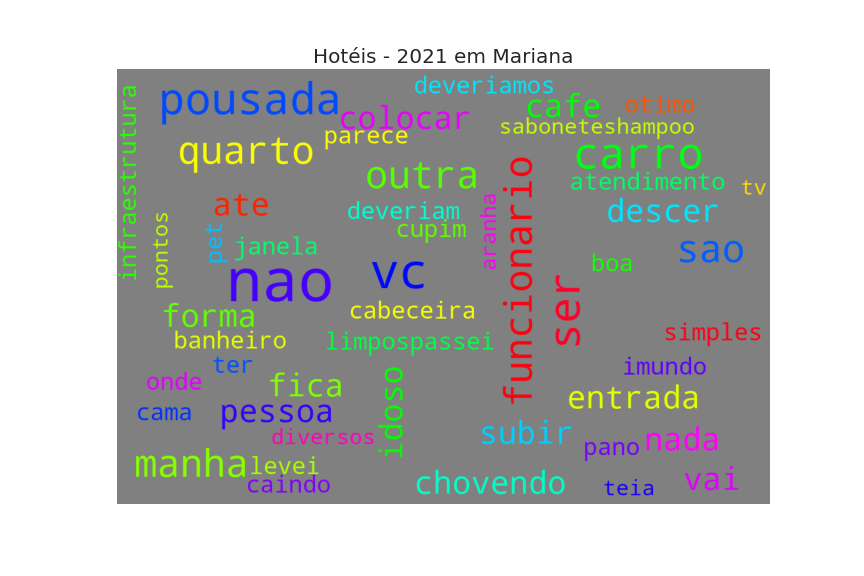 Hotéis - 2021 em Mariana
deveriamos
pousada
cafe
otimo
colocar
saboneteshampoo
parece
infraestrutura
quarto
carro
outra
atendimento
tv
ate
deveriam
descer
aranha
cupim
pontos
pet
janela
sao
boa
nao
vc
funcionario
ser
cabeceira
forma
simples
banheiro
limpospassei
ter
imundo
onde
fica
entrada
cama
pessoa
idoso
diversos
subir
nada
pano
manha
levei
caindo
chovendo
vai
teia